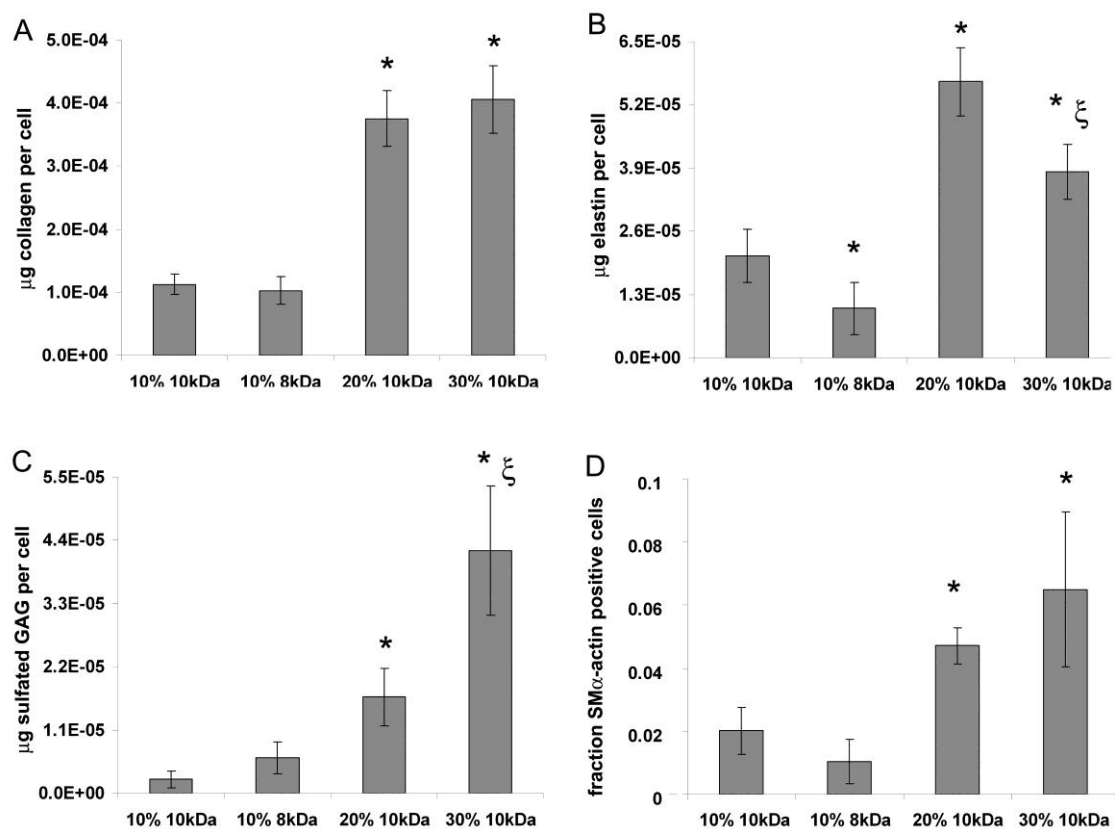 A
μg collagen per cell
5.0E-04
4.0E-04
3.0E-04
2.0E-04
1.0E-04
0.0E+00
*
*
10% 10kDa 10% 8kDa 20% 10kDa 30% 10kDa
B
μg elastin per cell
6.5E-05
5.2E-05
3.9E-05
2.6E-05
1.3E-05
0.0E+00
*
*
* ξ
10% 10kDa 10% 8kDa 20% 10kDa 30% 10kDa
C
μg sulfated GAG per cell
5.5E-05
4.4E-05
3.3E-05
2.2E-05
1.1E-05
0.0E+00
*
* ξ
10% 10kDa 10% 8kDa 20% 10kDa 30% 10kDa
D
fraction SMα-actin positive cells
0.1
0.08
0.06
0.04
0.02
0
*
*
10% 10kDa 10% 8kDa 20% 10kDa 30% 10kDa